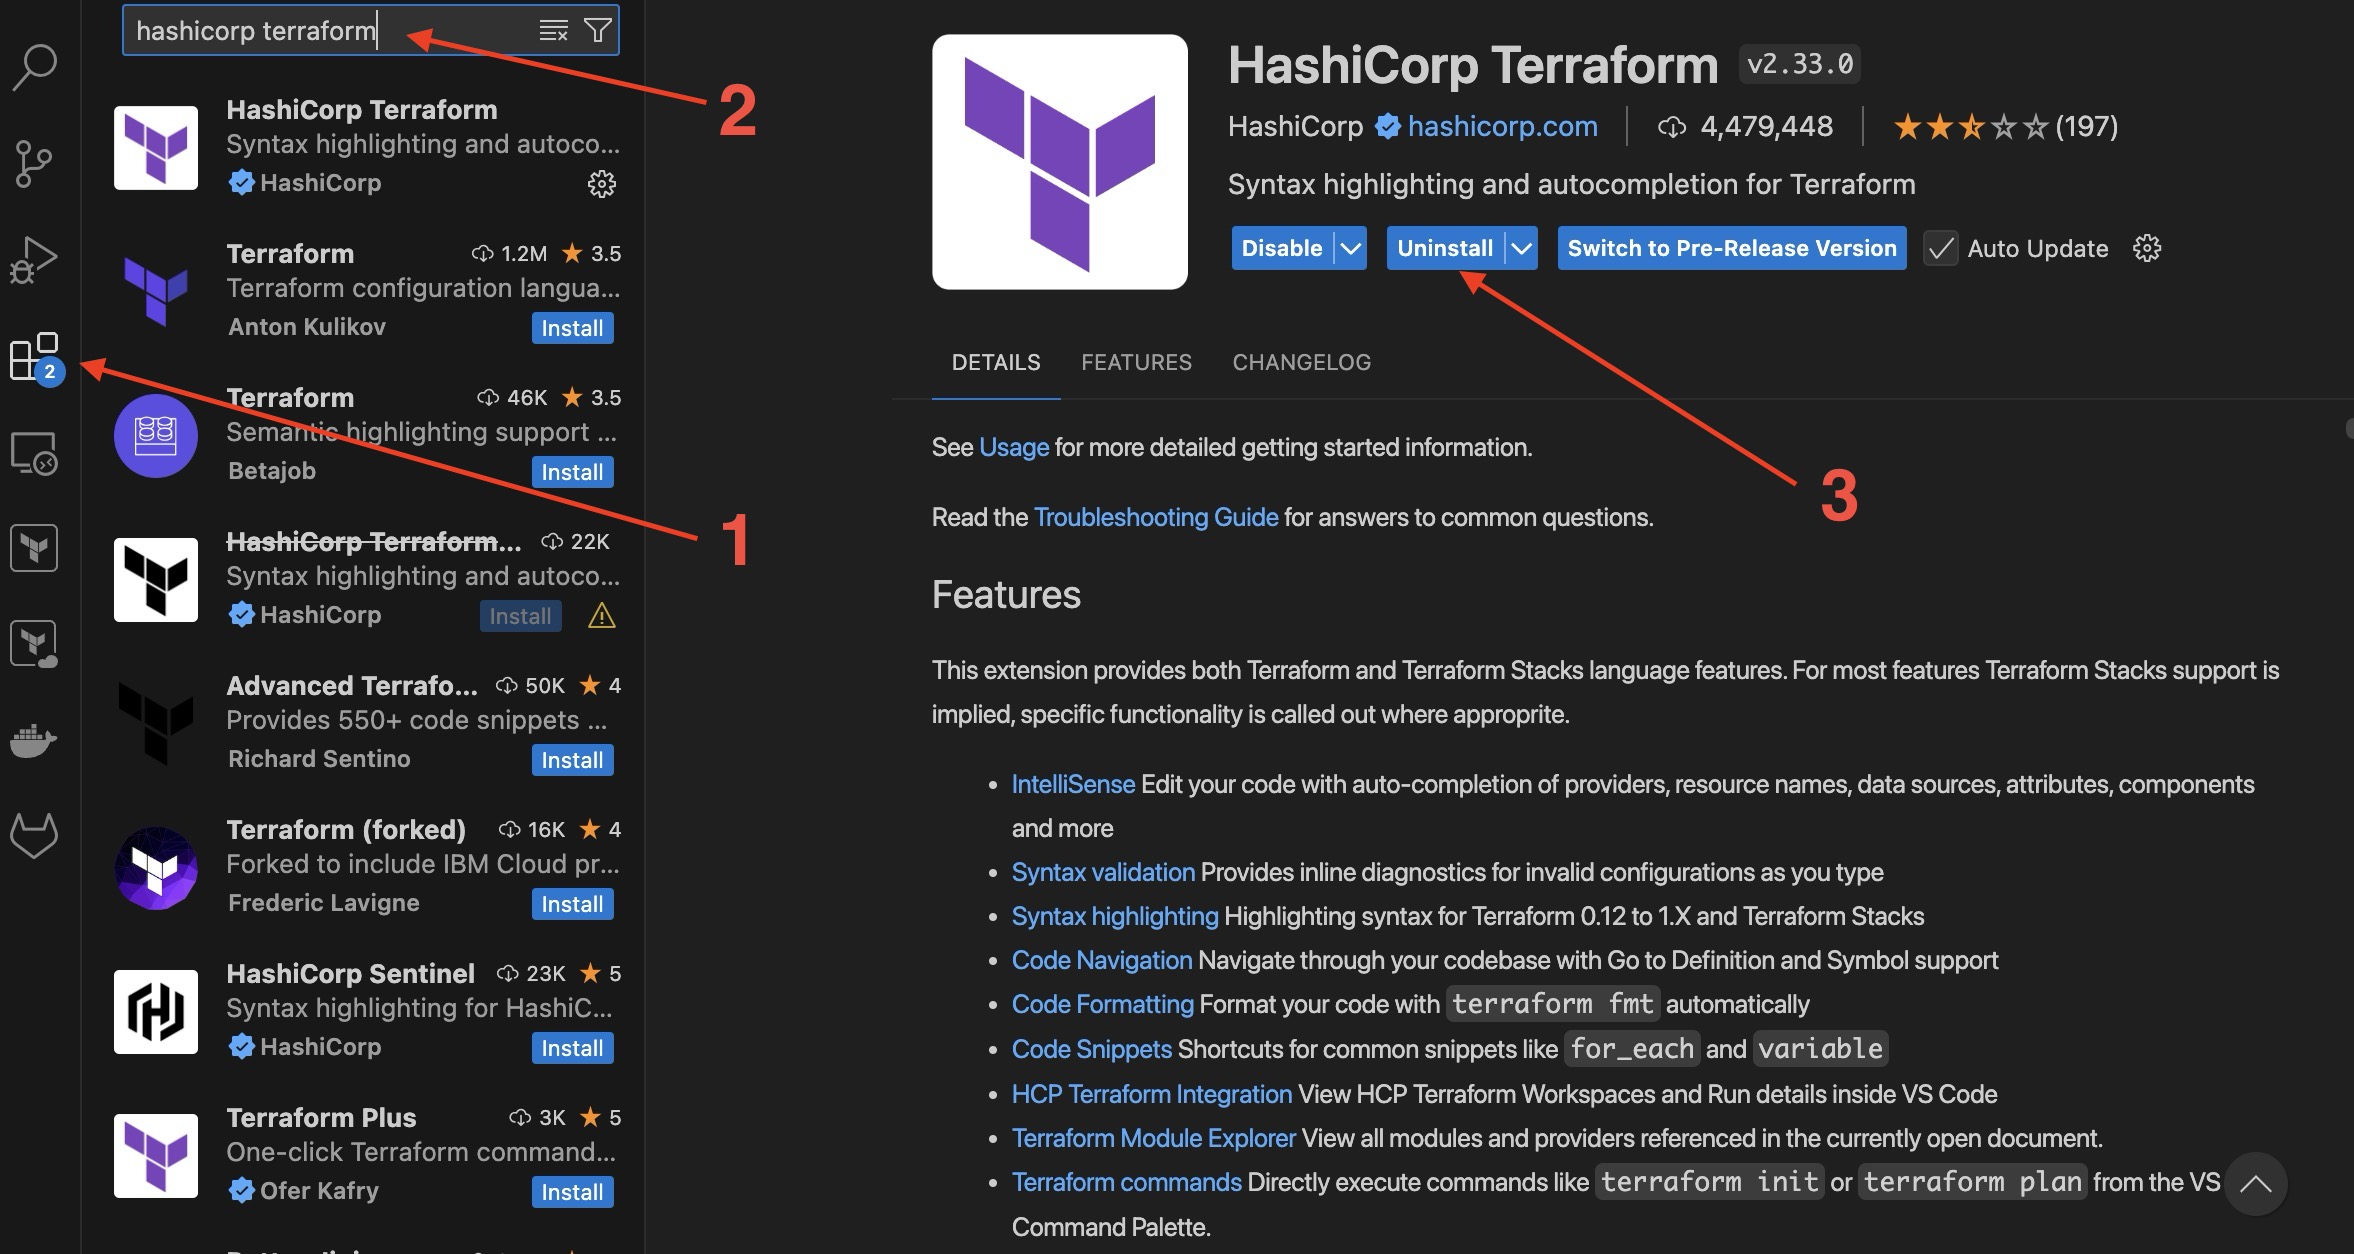 hashicorp terraform
2
HashiCorp Terraform
Syntax highlighting and autoco...
HashiCorp
Terraform 1.2M 3.5
Terraform configuration langua...
Anton Kulikov Install
2
Terraform 46K 3.5
Semantic highlighting support ...
Betajob Install
HashiCorp Terraform... 22K
Syntax highlighting and autoco...
HashiCorp Install
1
Advanced Terrafo... 50K 4
Provides 550+ code snippets ...
Richard Sentino Install
Terraform (forked) 16K 4
Forked to include IBM Cloud pr...
Frederic Lavigne Install
HashiCorp Sentinel 23K 5
Syntax highlighting for HashiC...
HashiCorp Install
Terraform Plus 3K 5
One-click Terraform command...
Ofer Kafry Install
HashiCorp Terraform v2.33.0
HashiCorp hashicorp.com 4,479,448 (197)
Syntax highlighting and autocompletion for Terraform
Disable Uninstall Switch to Pre-Release Version Auto Update
3
DETAILS FEATURES CHANGELOG
See Usage for more detailed getting started information.
Read the Troubleshooting Guide for answers to common questions.
Features
This extension provides both Terraform and Terraform Stacks language features. For most features Terraform Stacks support is
implied, specific functionality is called out where approprite.
• IntelliSense Edit your code with auto-completion of providers, resource names, data sources, attributes, components
and more
• Syntax validation Provides inline diagnostics for invalid configurations as you type
• Syntax highlighting Highlighting syntax for Terraform 0.12 to 1.X and Terraform Stacks
• Code Navigation Navigate through your codebase with Go to Definition and Symbol support
• Code Formatting Format your code with terraform fmt automatically
• Code Snippets Shortcuts for common snippets like for_each and variable
• HCP Terraform Integration View HCP Terraform Workspaces and Run details inside VS Code
• Terraform Module Explorer View all modules and providers referenced in the currently open document.
• Terraform commands Directly execute commands like terraform init or terraform plan from the VS
Command Palette.